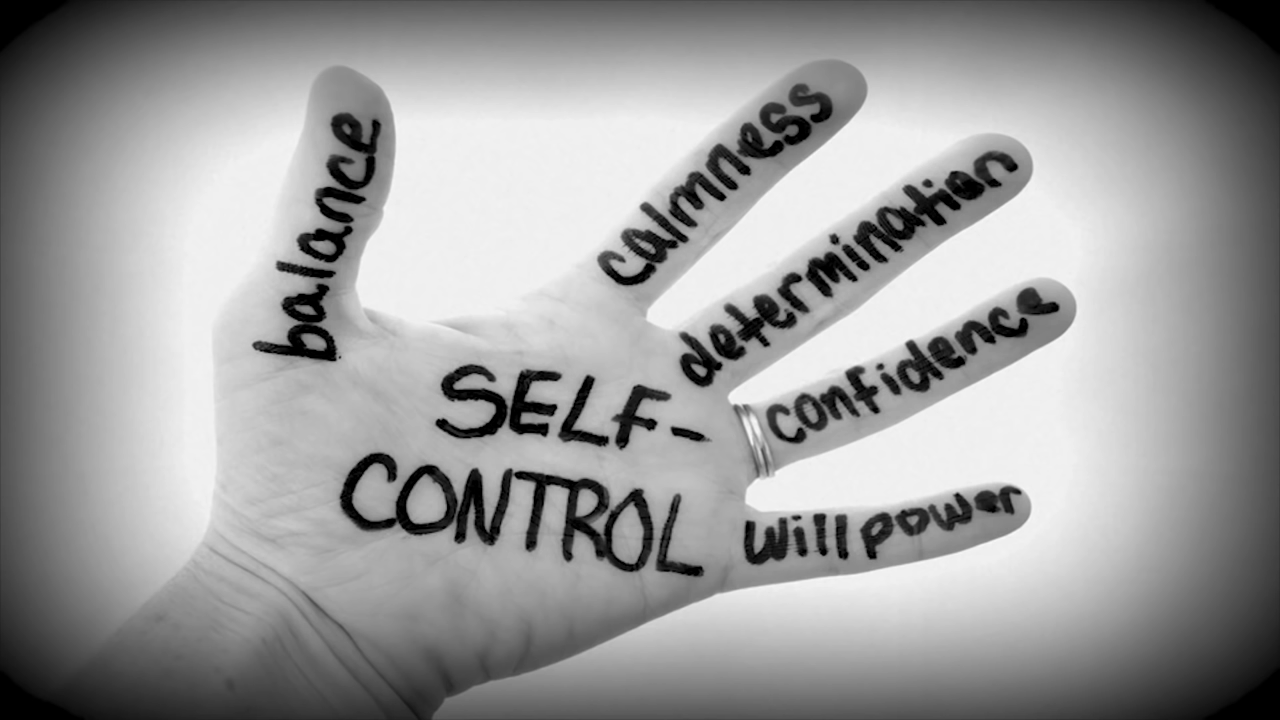 balance
calmness
determination
confidence
willpower
SELF-
CONTROL